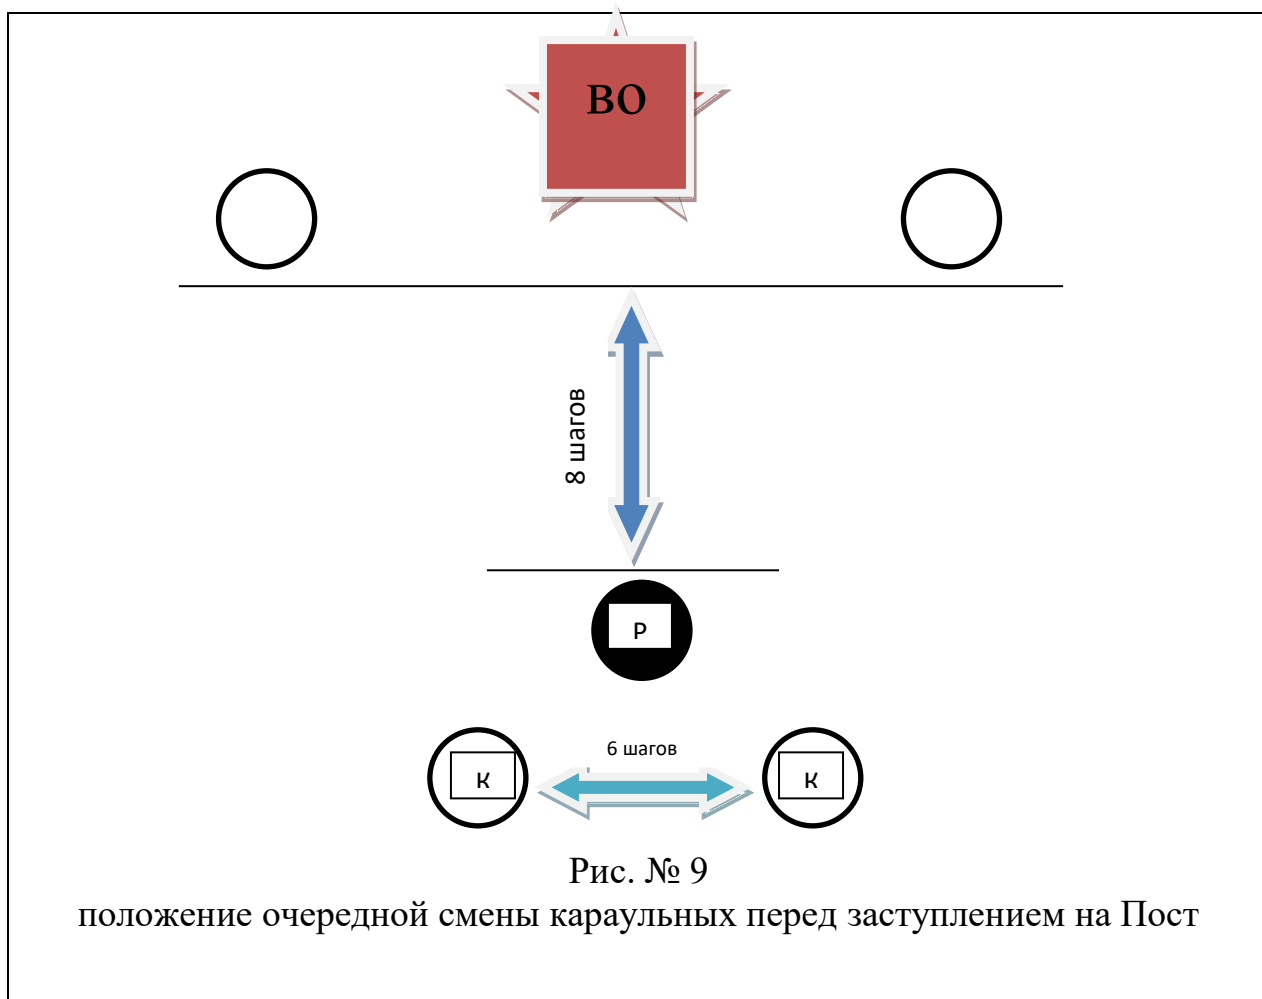 ВО
8 шагов
Р
6 шагов
К
К
Рис. № 9
положение очередной смены караульных перед заступлением на Пост